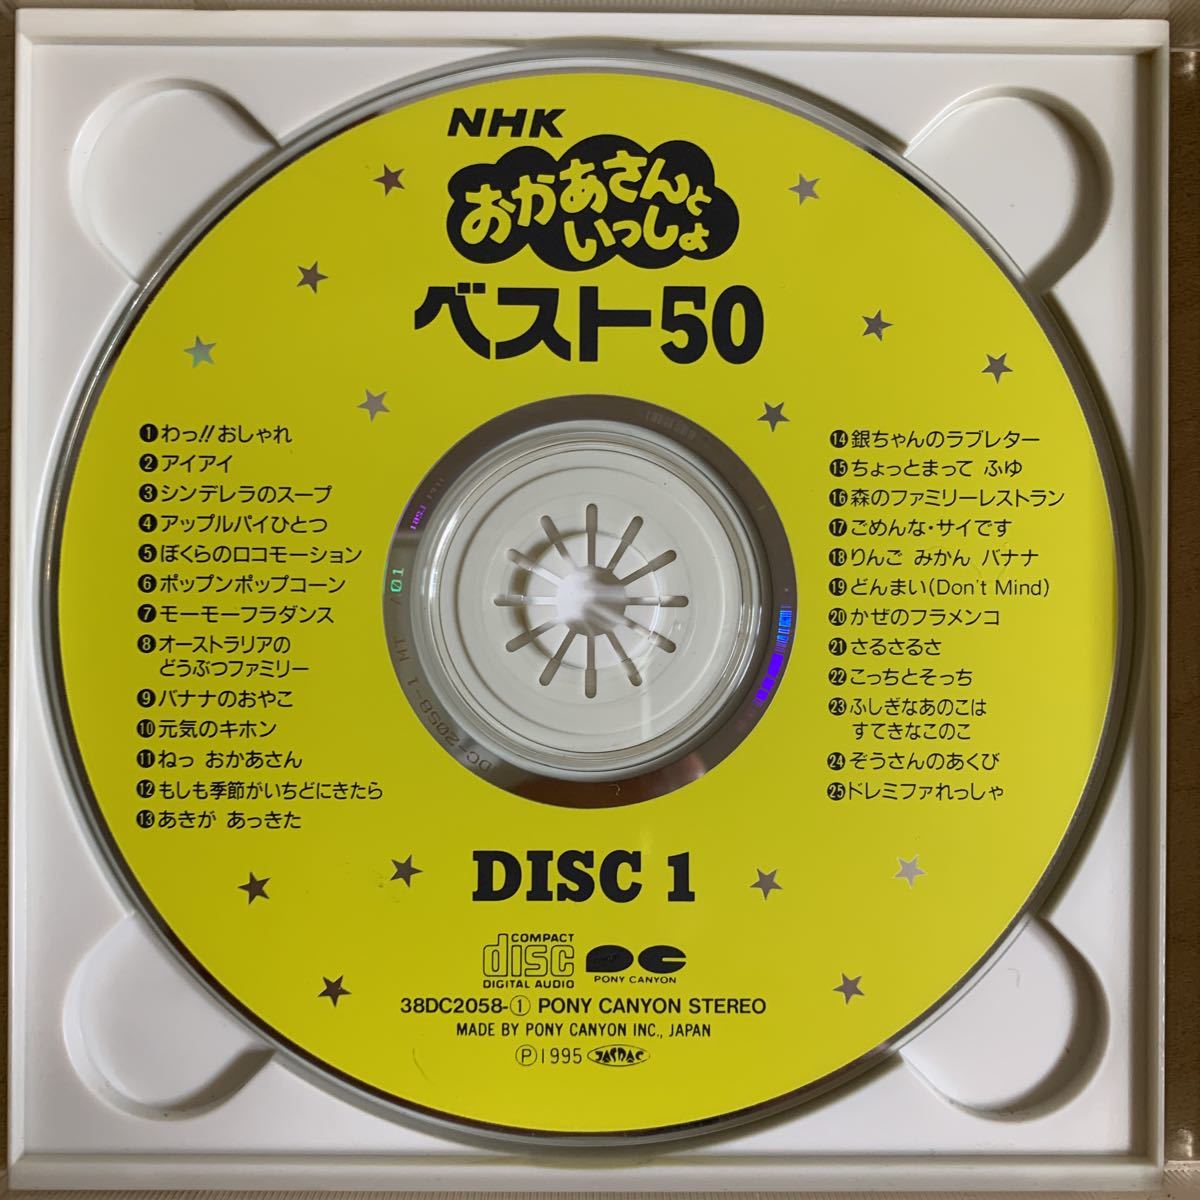 NHK
おかあさんと
いっしょ
ベスト50
❶わっ!!おしゃれ
❷アイアイ
❸シンデレラのスープ
❹アップルパイひとつ
❺ぼくらのロコモーション
❻ポップンポップコーン
❼モーモーフラダンス
❽オーストラリアの
どうぶつファミリー
❾バナナのおやこ
❿元気のキホン
⓫ねっ おかあさん
⓬もしも季節がいちどにきたら
⓭あきが あっきた
⓮銀ちゃんのラブレター
⓯ちょっとまって ふゆ
⓰森のファミリーレストラン
⓱ごめんな・サイです
⓲りんご みかん バナナ
⓳どんまい(Don't Mind)
⓴かぜのフラメンコ
㉑さるさるさ
㉒こっちとそっち
㉓ふしぎなあのこは
すてきなこのこ
㉔ぞうさんのあくび
㉕ドレミファれっしゃ
DISC 1
COMPACT
disc
DIGITAL AUDIO
PONY CANYON
38DC2058-① PONY CANYON STEREO
MADE BY PONY CANYON INC., JAPAN
Ⓟ1995 JASRAC
DC-2058-1 MT